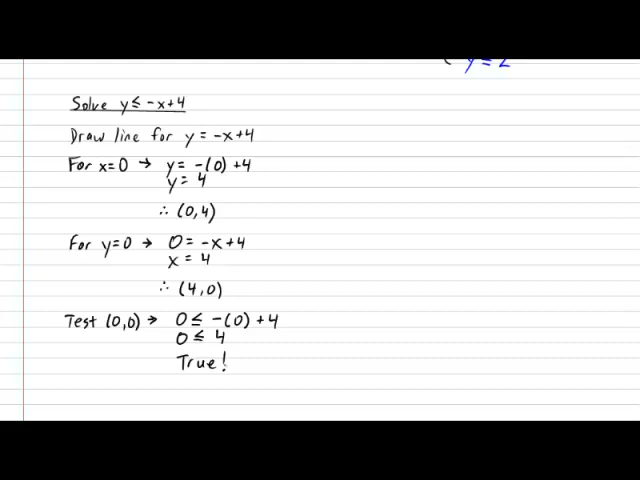 y = 2
Solve y ≤ -x+4
Draw line for y = -x+4
For x=0 → y = -(0) +4
y = 4
∴ (0,4)
For y=0 → 0 = -x+4
x = 4
∴ (4,0)
Test (0,0) → 0 ≤ -(0) +4
0 ≤ 4
True!